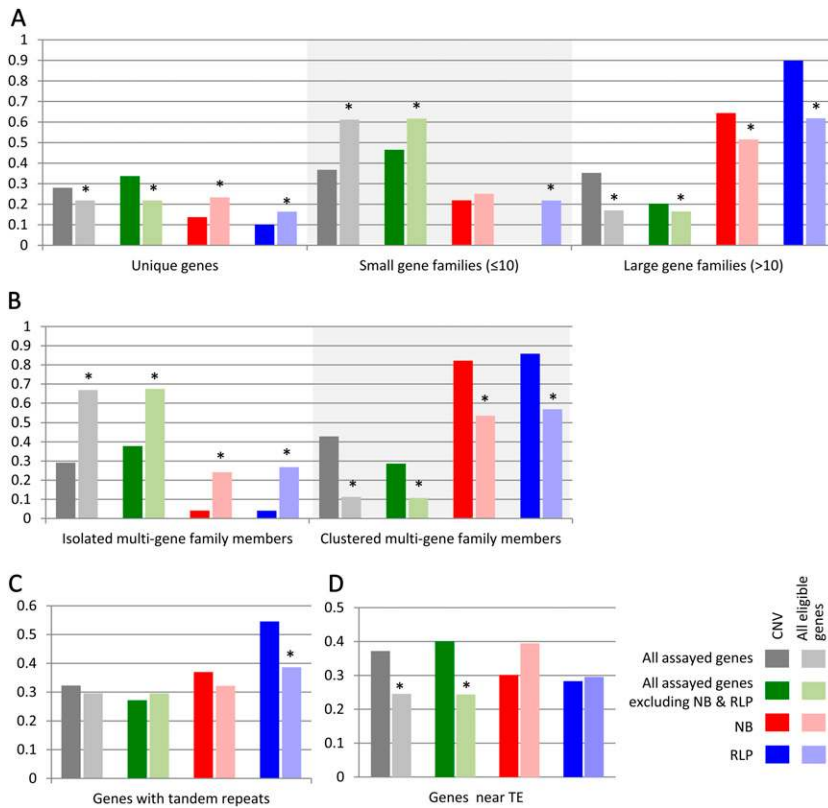 A
1
0.9
0.8
0.7
0.6
0.5
0.4
0.3
0.2
0.1
0
* * * * * * * * * * *
Unique genes Small gene families (≤10) Large gene families (>10)
B
1
0.9
0.8
0.7
0.6
0.5
0.4
0.3
0.2
0.1
0
* * * * * * * *
Isolated multi-gene family members Clustered multi-gene family members
C
0.6
0.5
0.4
0.3
0.2
0.1
0
*
Genes with tandem repeats
D
0.5
0.4
0.3
0.2
0.1
0
* *
Genes near TE
CNV
All eligible
genes
All assayed genes
All assayed genes
excluding NB & RLP
NB
RLP